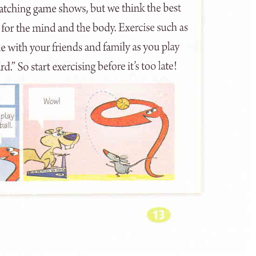 atching game shows, but we think the best
for the mind and the body. Exercise such as
e with your friends and family as you play
rd.” So start exercising before it's too late!
play
ball.
Wow!
13